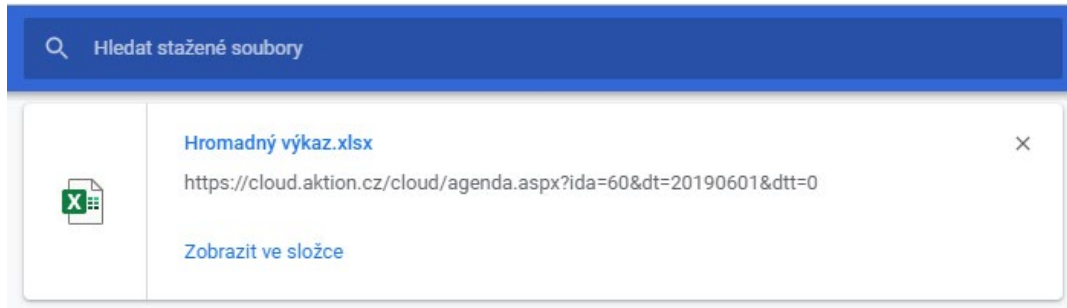 Hledat stažené soubory
Hromadný výkaz.xlsx
https://cloud.aktion.cz/cloud/agenda.aspx?ida=60&dt=20190601&dtt=0
Zobrazit ve složce